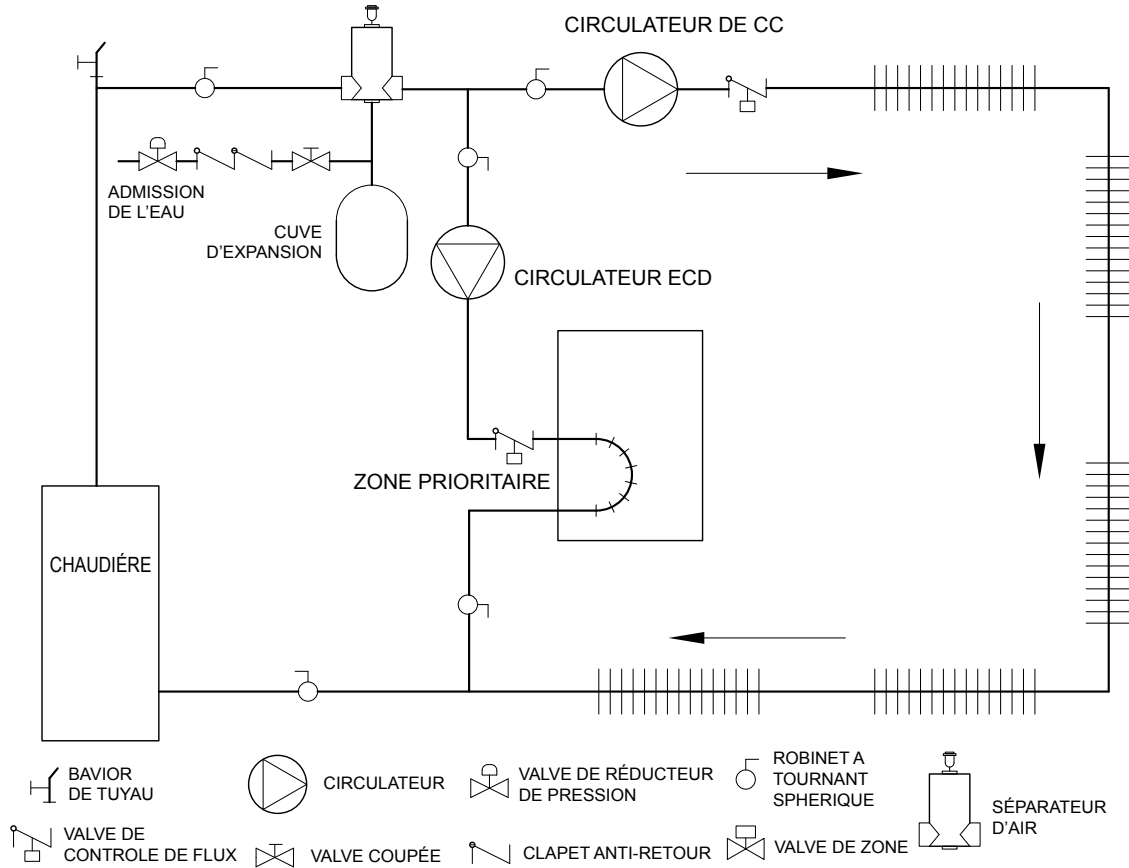 CIRCULATEUR DE CC
ADMISSION
DE L'EAU
CUVE
D'EXPANSION
CIRCULATEUR ECD
ZONE PRIORITAIRE
CHAUDIÉRE
BAVIOR
DE TUYAU
CIRCULATEUR
VALVE DE RÉDUCTEUR
DE PRESSION
ROBINET A
TOURNANT
SPHERIQUE
SÉPARATEUR
D'AIR
VALVE DE
CONTROLE DE FLUX
VALVE COUPÉE
CLAPET ANTI-RETOUR
VALVE DE ZONE